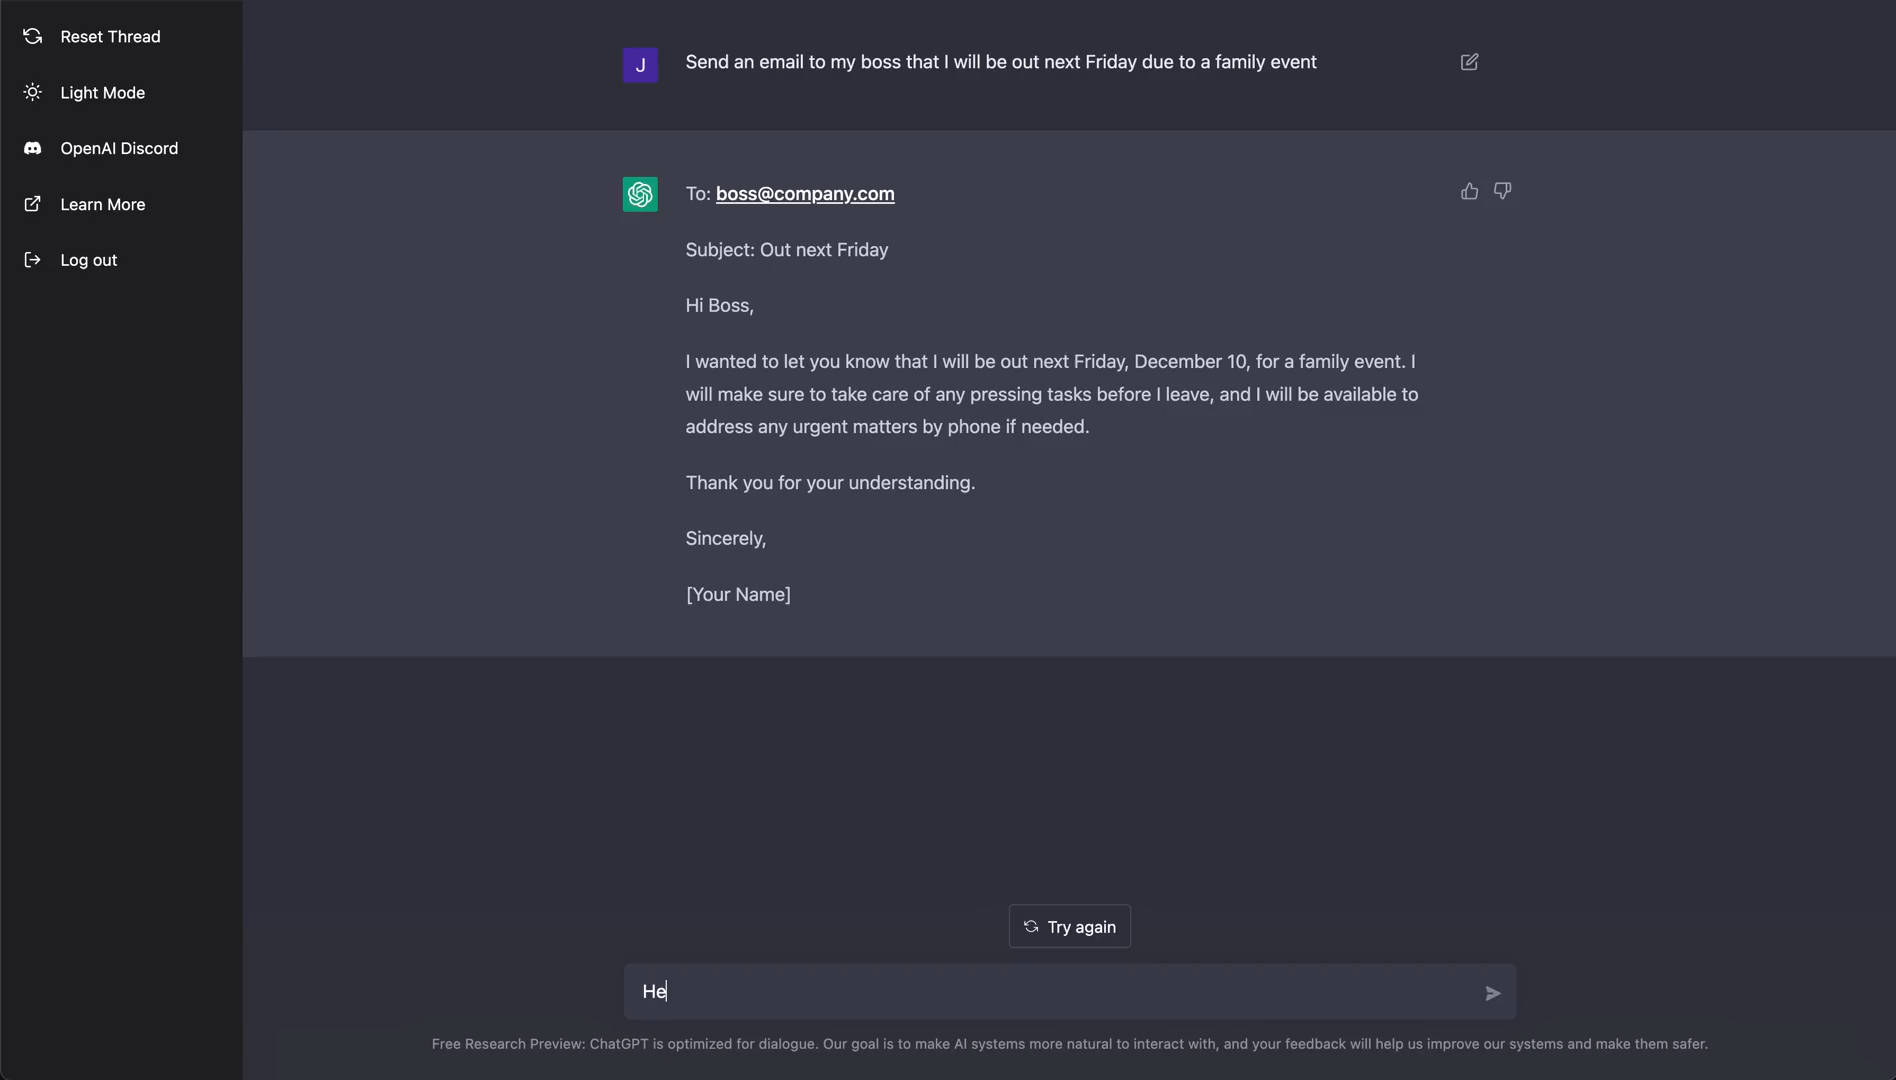 Reset Thread
Light Mode
OpenAI Discord
Learn More
Log out
J
Send an email to my boss that I will be out next Friday due to a family event
To: boss@company.com
Subject: Out next Friday
Hi Boss,
I wanted to let you know that I will be out next Friday, December 10, for a family event. I
will make sure to take care of any pressing tasks before I leave, and I will be available to
address any urgent matters by phone if needed.
Thank you for your understanding.
Sincerely,
[Your Name]
Try again
He
Free Research Preview: ChatGPT is optimized for dialogue. Our goal is to make AI systems more natural to interact with, and your feedback will help us improve our systems and make them safer.